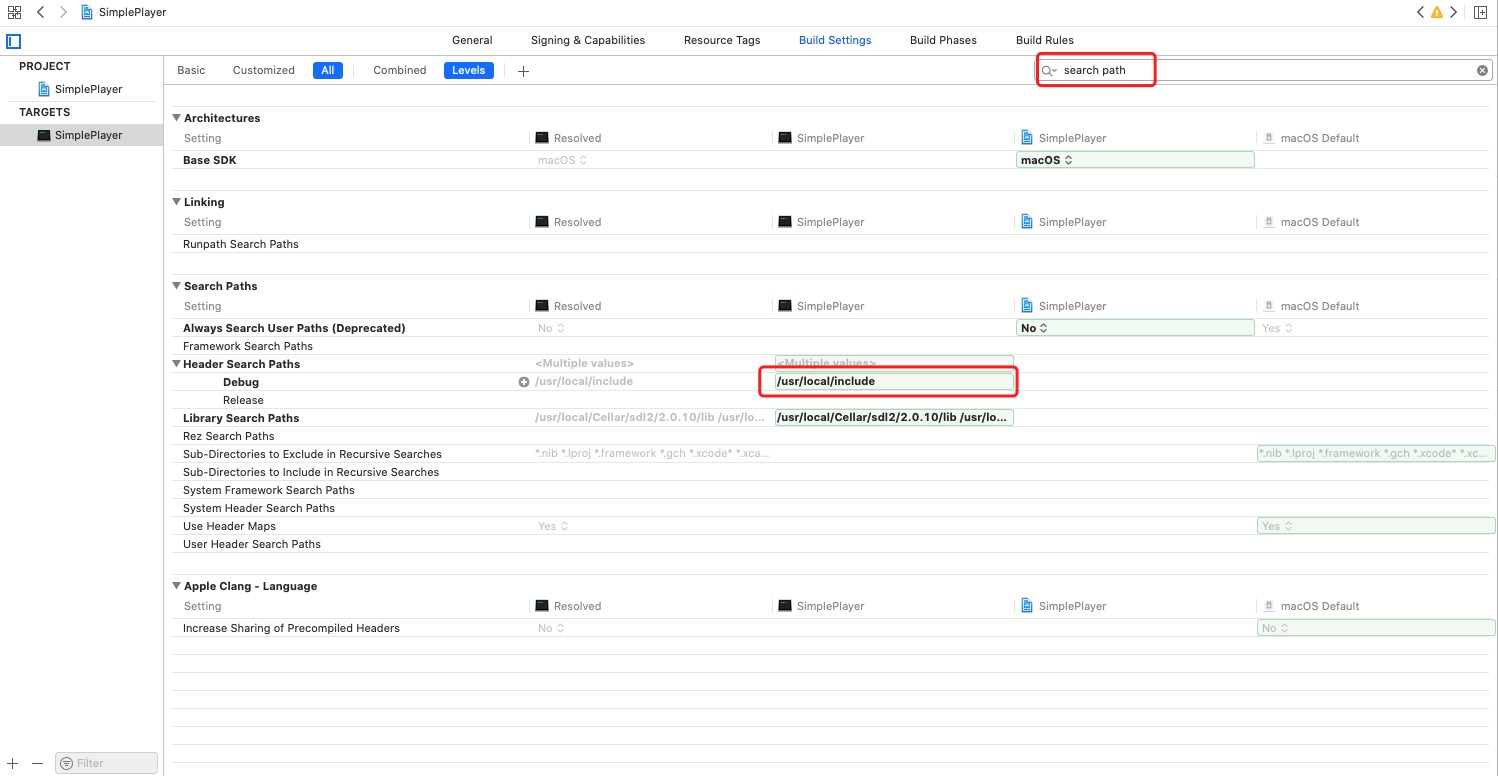 SimplePlayer
General Signing & Capabilities Resource Tags Build Settings Build Phases Build Rules
PROJECT
SimplePlayer
TARGETS
SimplePlayer
Basic Customized All Combined Levels search path
Architectures
Setting Resolved SimplePlayer SimplePlayer macOS Default
Base SDK macOS macOS
Linking
Setting Resolved SimplePlayer SimplePlayer macOS Default
Runpath Search Paths
Search Paths
Setting Resolved SimplePlayer SimplePlayer macOS Default
Always Search User Paths (Deprecated) No No Yes
Framework Search Paths
Header Search Paths <Multiple values> <Multiple values>
Debug /usr/local/include /usr/local/include
Release
Library Search Paths /usr/local/Cellar/sdl2/2.0.10/lib /usr/lo... /usr/local/Cellar/sdl2/2.0.10/lib /usr/lo...
Rez Search Paths
Sub-Directories to Exclude in Recursive Searches *.nib *.lproj *.framework *.gch *.xcode* *.xca... *.nib *.lproj *.framework *.gch *.xcode* *.xc...
Sub-Directories to Include in Recursive Searches
System Framework Search Paths
System Header Search Paths
Use Header Maps Yes Yes
User Header Search Paths
Apple Clang - Language
Setting Resolved SimplePlayer SimplePlayer macOS Default
Increase Sharing of Precompiled Headers No No
Filter